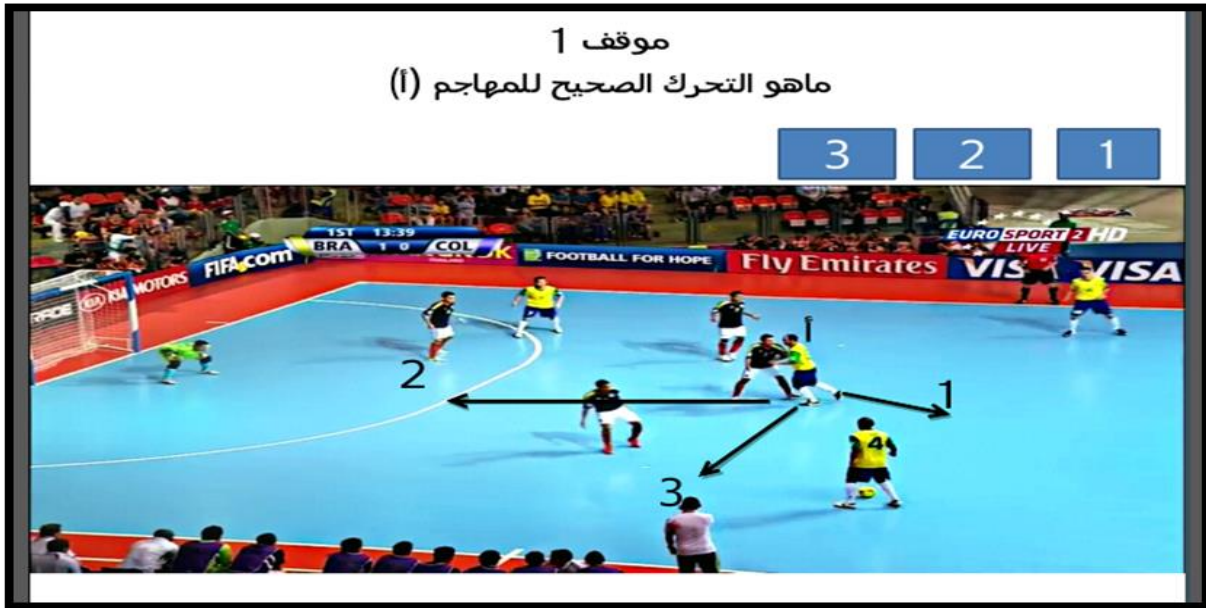 موقف 1
ماهو التحرك الصحيح للمهاجم (أ)
1 2 3
1ST 13:39
BRA 1 0 COL
FIFA.com
KIA MOTORS
FOOTBALL FOR HOPE
Fly Emirates
VISA
VISA
EUROSPORT 2 HD
LIVE
أ
1
2
3
4